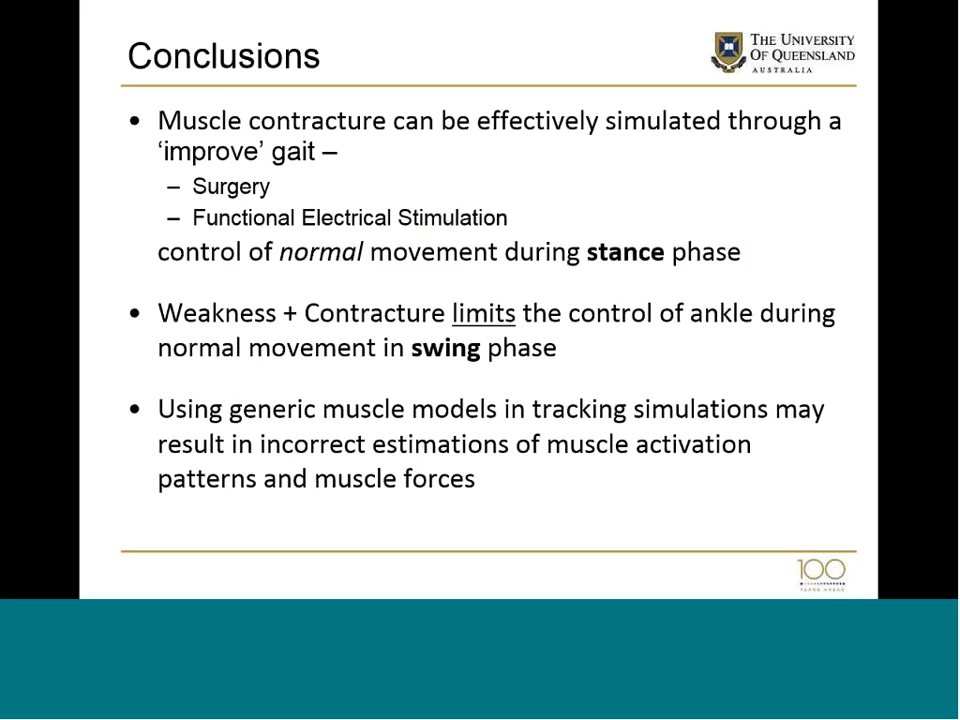 Conclusions
THE UNIVERSITY
OF QUEENSLAND
AUSTRALIA
• Muscle contracture can be effectively simulated through a
‘improve’ gait –
– Surgery
– Functional Electrical Stimulation
control of normal movement during stance phase
• Weakness + Contracture limits the control of ankle during
normal movement in swing phase
• Using generic muscle models in tracking simulations may
result in incorrect estimations of muscle activation
patterns and muscle forces
100